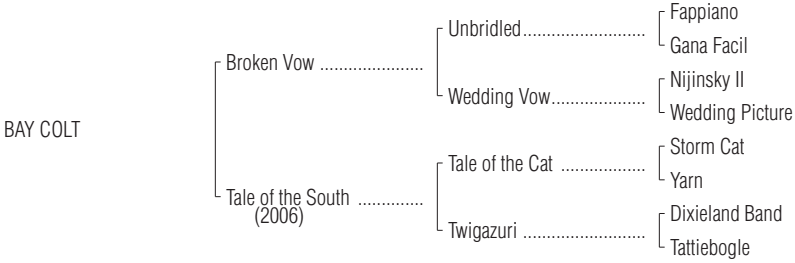 Fappiano
Unbridled..........................
Gana Facil
Broken Vow ......................
Nijinsky II
Wedding Vow....................
Wedding Picture
BAY COLT
Storm Cat
Tale of the Cat ..................
Yarn
Tale of the South ..............
(2006)
Dixieland Band
Twigazuri ..........................
Tattiebogle